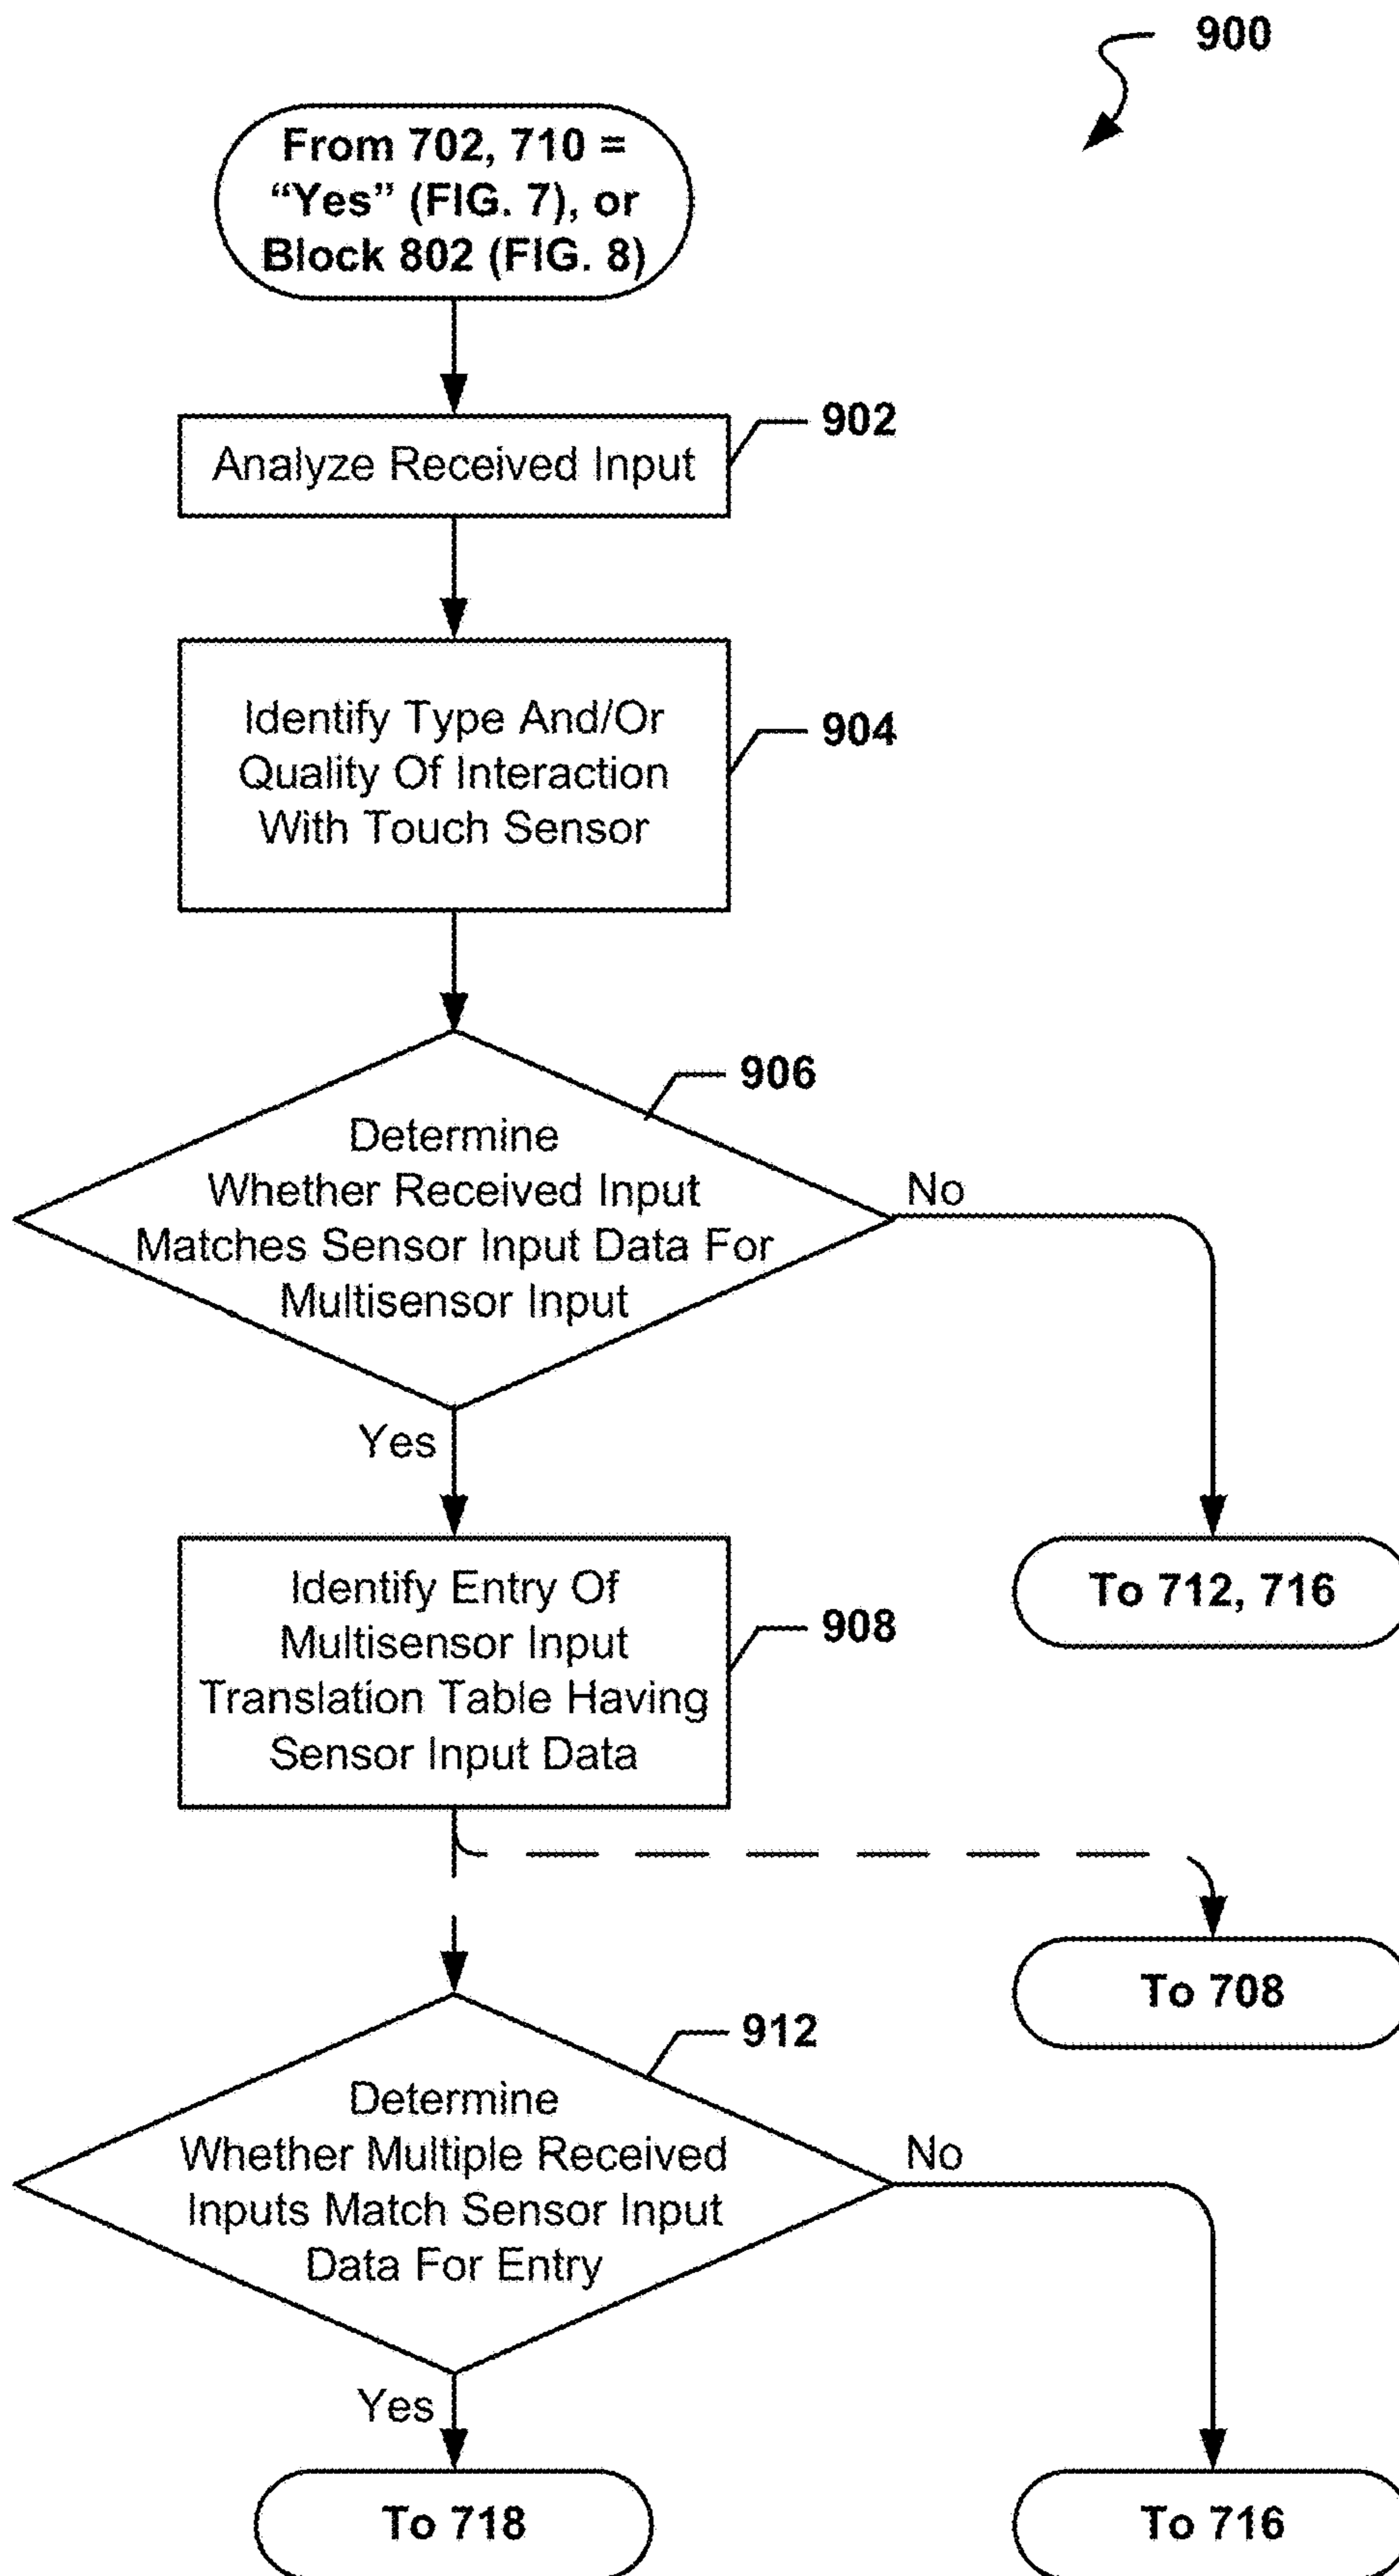 900
From 702, 710 =
“Yes” (FIG. 7), or
Block 802 (FIG. 8)
902
Analyze Received Input
904
Identify Type And/Or
Quality Of Interaction
With Touch Sensor
906
Determine
Whether Received Input
Matches Sensor Input Data For
Multisensor Input
No
Yes
To 712, 716
Identify Entry Of
Multisensor Input
Translation Table Having
Sensor Input Data
908
To 708
912
Determine
Whether Multiple Received
Inputs Match Sensor Input
Data For Entry
No
Yes
To 718
To 716